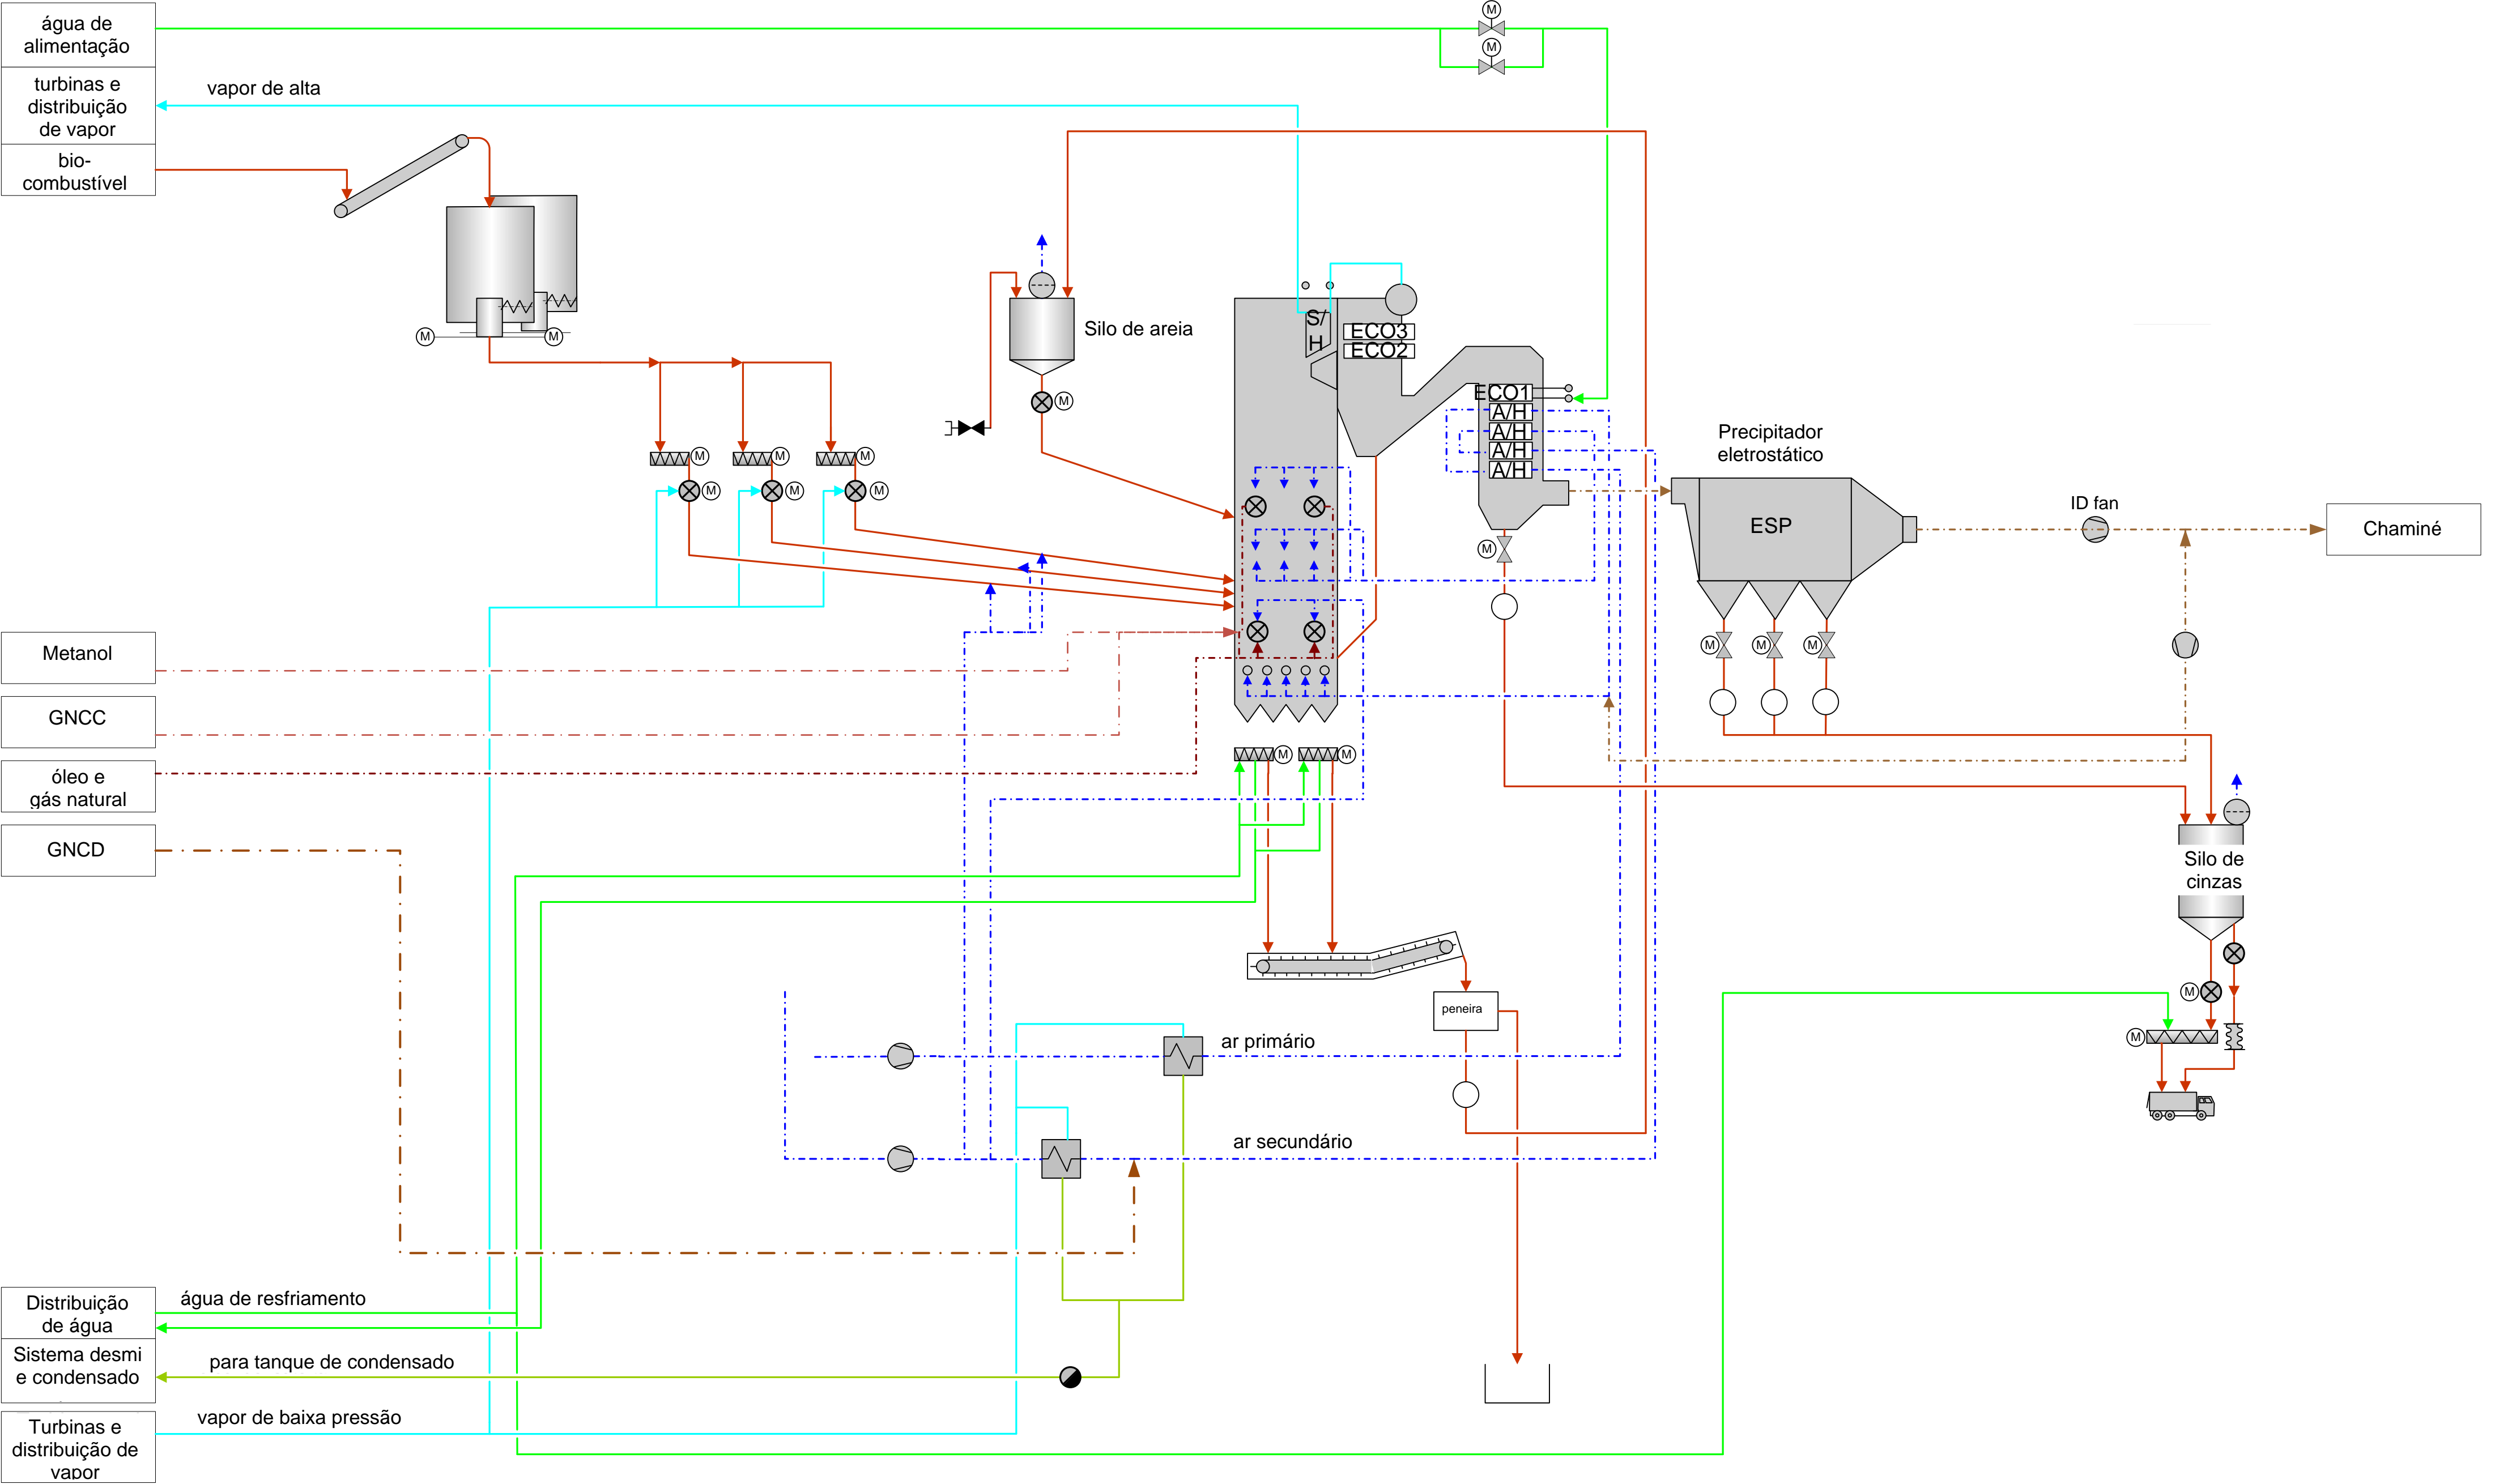 água de
alimentação
turbinas e
distribuição
de vapor
bio-
combustível
vapor de alta
M
M
M
M
Silo de areia
M
S/
H
ECO3
ECO2
ECO1
A/H
A/H
A/H
A/H
M
M
M
M
M
M
Precipitador
eletrostático
ESP
ID fan
Chaminé
M
M
M
M
Metanol
GNCC
óleo e
gás natural
GNCD
M
M
Silo de
cinzas
M
M
peneira
ar primário
ar secundário
Distribuição
de água
água de resfriamento
Sistema desmi
e condensado
para tanque de condensado
Turbinas e
distribuição de
vapor
vapor de baixa pressão